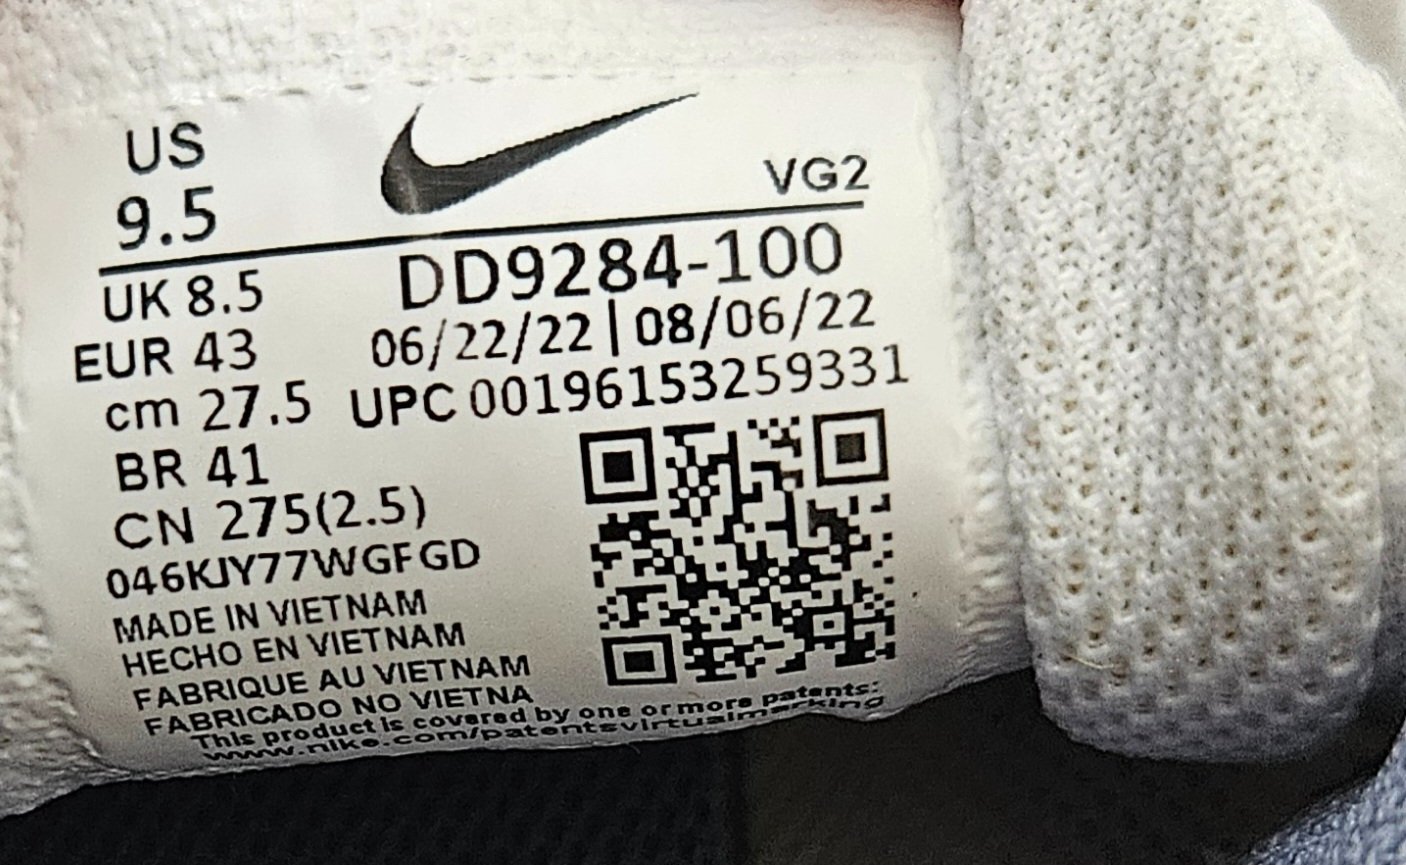 US
9.5
VG2
UK 8.5
DD9284-100
EUR 43
06/22/22 | 08/06/22
cm 27.5
UPC 00196153259331
BR 41
CN 275(2.5)
046KJY77WGFGD
MADE IN VIETNAM
HECHO EN VIETNAM
FABRIQUE AU VIETNAM
FABRICADO NO VIETNA
This product is covered by one or more patents:
www.nike.com/patentsvirtualmarking